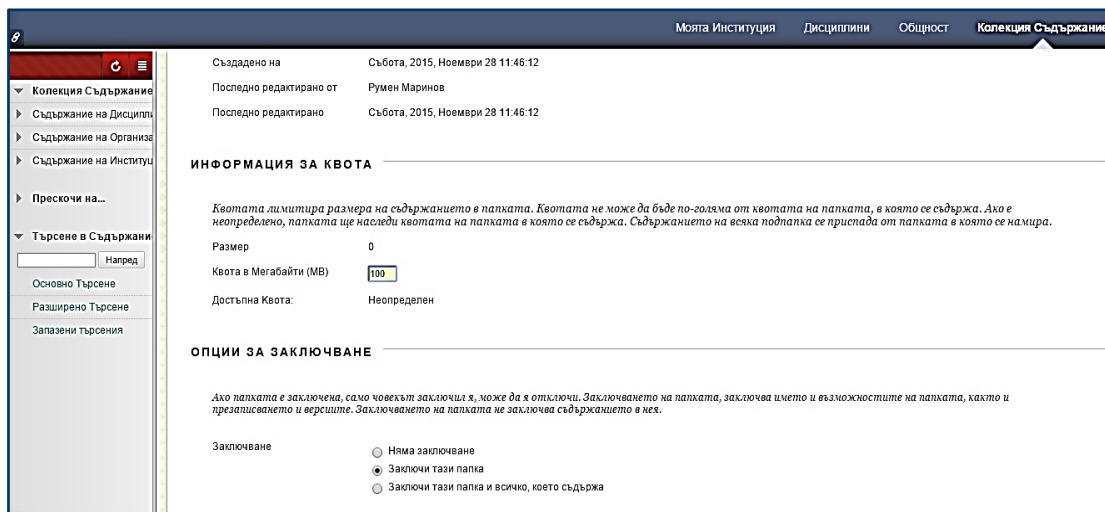 Моята Институция Дисциплини Общност Колекция Съдържание
Създадено на Събота, 2015, Ноември 28 11:46:12
Последно редактирано от Румен Маринов
Последно редактирано Събота, 2015, Ноември 28 11:46:12
Колекция Съдържание
Съдържание на Дисципли
Съдържание на Организа
Съдържание на Институц
Прескочи на...
Търсене в Съдържани
Напред
Основно Търсене
Разширено Търсене
Запазени търсения
ИНФОРМАЦИЯ ЗА КВОТА
Квотата лимитира размера на съдържанието в папката. Квотата не може да бъде по-голяма от квотата на папката, в която се съдържа. Ако е
неопределено, папката ще наследи квотата на папката в която се съдържа. Съдържанието на всяка подпапка се приспада от папката в която се намира.
Размер 0
Квота в Мегабайти (MB) 100
Достъпна Квота: Неопределен
ОПЦИИ ЗА ЗАКЛЮЧВАНЕ
Ако папката е заключена, само човекът заключил я, може да я отключи. Заключването на папката, заключва името и възможностите на папката, както и
презаписването и версиите. Заключването на папката не заключва съдържанието в нея.
Заключване
Няма заключване
Заключи тази папка
Заключи тази папка и всичко, което съдържа